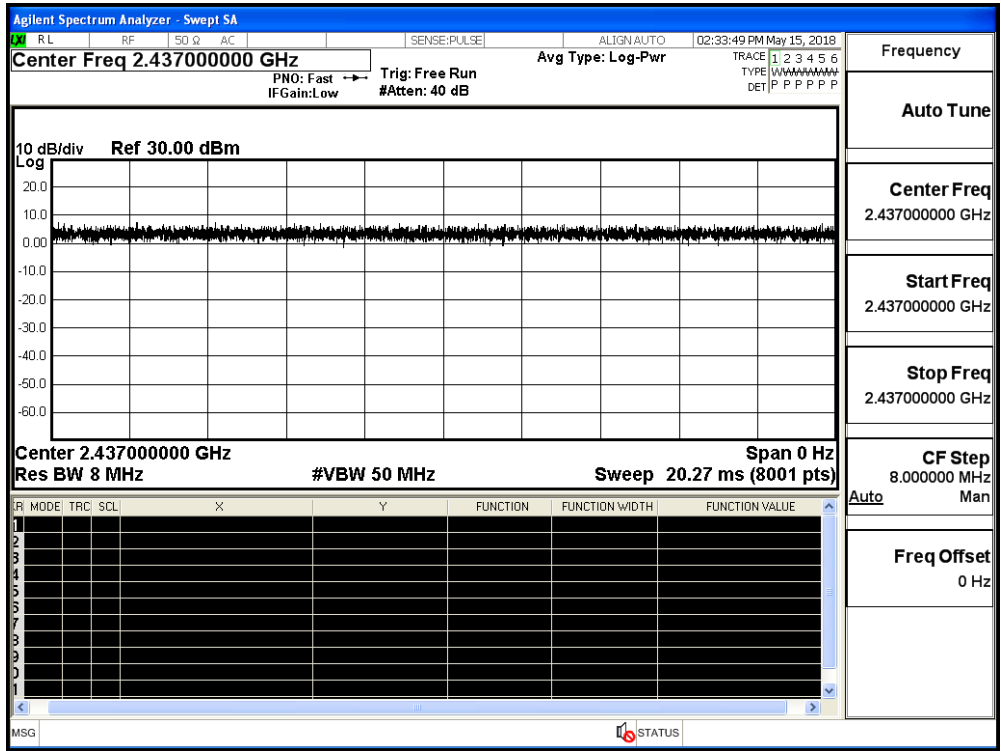 Agilent Spectrum Analyzer - Swept SA
LXI RL RF 50 Ω AC SENSE:PULSE ALIGN AUTO 02:33:49 PM May 15, 2018
Center Freq 2.437000000 GHz
PNO: Fast
IFGain:Low
Trig: Free Run
#Atten: 40 dB
Avg Type: Log-Pwr
TRACE 1 2 3 4 5 6
TYPE WWWWWW
DET P P P P P P
10 dB/div Ref 30.00 dBm
Log
20.0
10.0
0.00
-10.0
-20.0
-30.0
-40.0
-50.0
-60.0
Center 2.437000000 GHz Span 0 Hz
Res BW 8 MHz #VBW 50 MHz Sweep 20.27 ms (8001 pts)
MODE TRC SCL X Y FUNCTION FUNCTION WIDTH FUNCTION VALUE
1
2
3
4
5
6
7
8
9
0
1
MSG STATUS
Frequency
Auto Tune
Center Freq
2.437000000 GHz
Start Freq
2.437000000 GHz
Stop Freq
2.437000000 GHz
CF Step
8.000000 MHz
Auto Man
Freq Offset
0 Hz